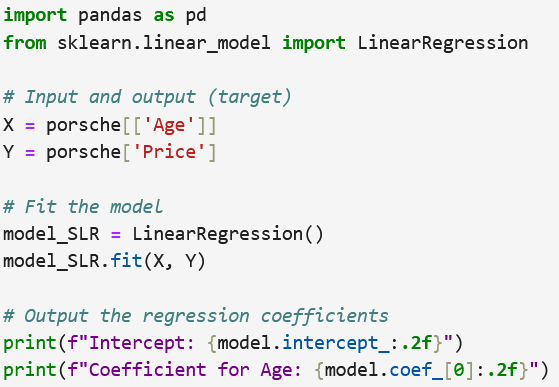 import pandas as pd
from sklearn.linear_model import LinearRegression
# Input and output (target)
X = porsche[['Age']]
Y = porsche['Price']
# Fit the model
model_SLR = LinearRegression()
model_SLR.fit(X, Y)
# Output the regression coefficients
print(f"Intercept: {model.intercept_:.2f}")
print(f"Coefficient for Age: {model.coef_[0]:.2f}")